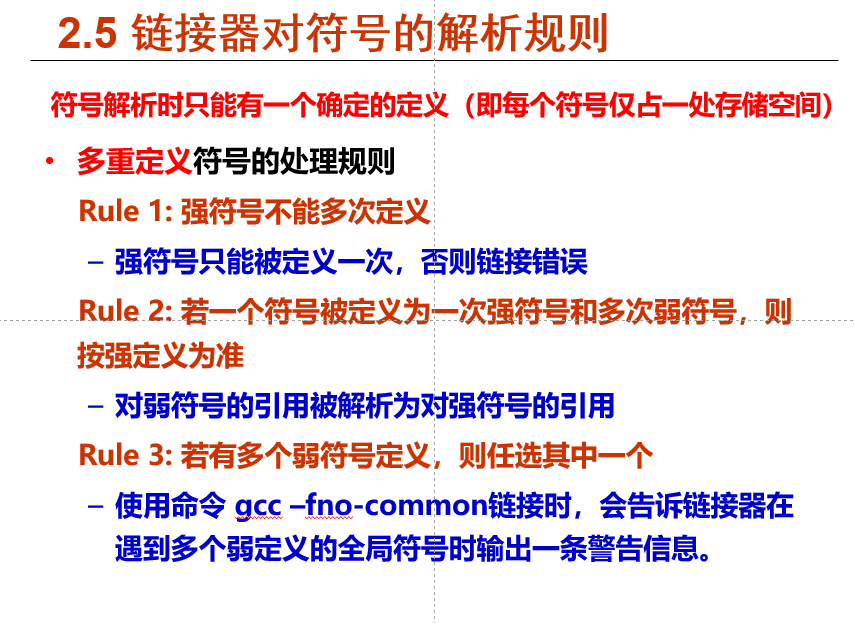 2.5 链接器对符号的解析规则
符号解析时只能有一个确定的定义（即每个符号仅占一处存储空间）
• 多重定义符号的处理规则
Rule 1: 强符号不能多次定义
– 强符号只能被定义一次，否则链接错误
Rule 2: 若一个符号被定义为一次强符号和多次弱符号，则
按强定义为准
– 对弱符号的引用被解析为对强符号的引用
Rule 3: 若有多个弱符号定义，则任选其中一个
– 使用命令 gcc –fno-common链接时，会告诉链接器在
遇到多个弱定义的全局符号时输出一条警告信息。